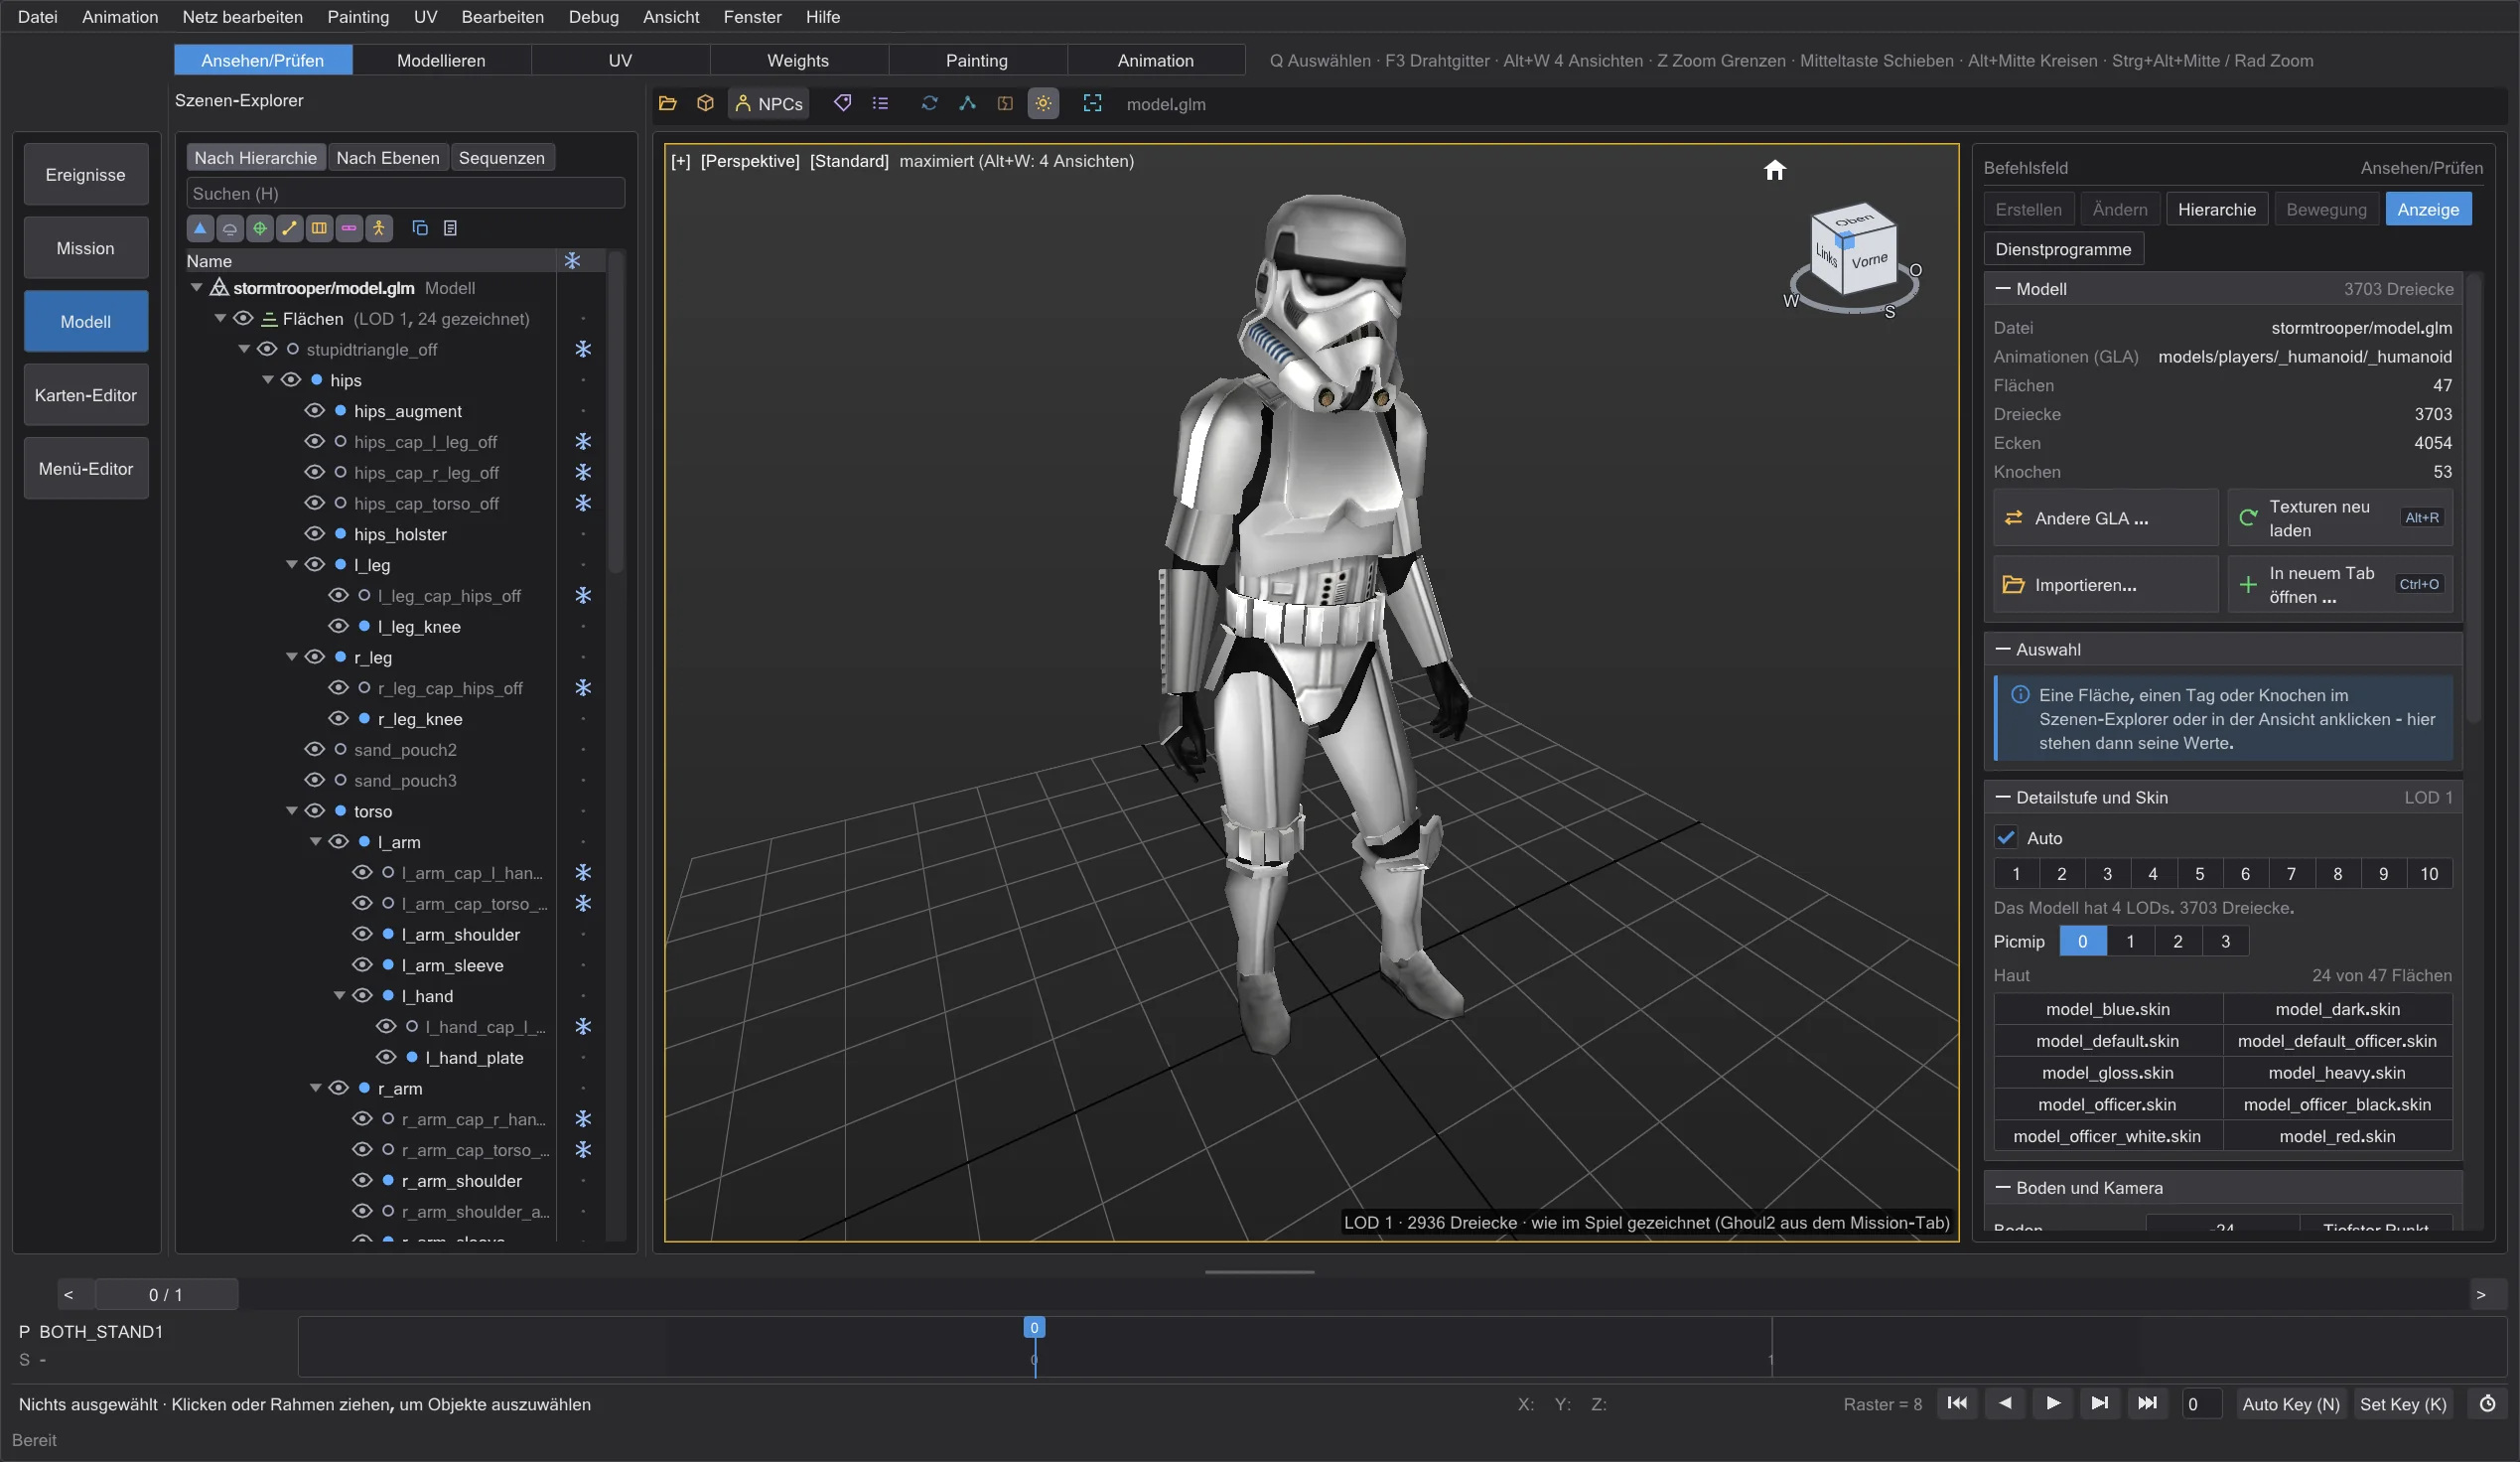 Datei Animation Netz bearbeiten Painting UV Bearbeiten Debug Ansicht Fenster Hilfe
Ansehen/Prüfen Modellieren UV Weights Painting Animation Q Auswählen · F3 Drahtgitter · Alt+W 4 Ansichten · Z Zoom Grenzen · Mitteltaste Schieben · Alt+Mitte Kreisen · Strg+Alt+Mitte / Rad Zoom
Szenen-Explorer
NPCs model.glm
Ereignisse
Mission
Modell
Karten-Editor
Menü-Editor
Nach Hierarchie Nach Ebenen Sequenzen
Suchen (H)
Name
stormtrooper/model.glm Modell
Flächen (LOD 1, 24 gezeichnet)
stupidtriangle_off
hips
hips_augment
hips_cap_l_leg_off
hips_cap_r_leg_off
hips_cap_torso_off
hips_holster
l_leg
l_leg_cap_hips_off
l_leg_knee
r_leg
r_leg_cap_hips_off
r_leg_knee
sand_pouch2
sand_pouch3
torso
l_arm
l_arm_cap_l_han...
l_arm_cap_torso_...
l_arm_shoulder
l_arm_sleeve
l_hand
l_hand_cap_l_...
l_hand_plate
r_arm
r_arm_cap_r_han...
r_arm_cap_torso_...
r_arm_shoulder
r_arm_shoulder_a...
r_arm_sleeve
[+] [Perspektive] [Standard] maximiert (Alt+W: 4 Ansichten)
Oben
Links Vorne
W S O
LOD 1 · 2936 Dreiecke · wie im Spiel gezeichnet (Ghoul2 aus dem Mission-Tab)
Befehlsfeld Ansehen/Prüfen
Erstellen Ändern Hierarchie Bewegung Anzeige
Dienstprogramme
Modell 3703 Dreiecke
Datei stormtrooper/model.glm
Animationen (GLA) models/players/_humanoid/_humanoid
Flächen 47
Dreiecke 3703
Ecken 4054
Knochen 53
Andere GLA ...
Texturen neu laden Alt+R
Importieren...
In neuem Tab öffnen ... Ctrl+O
Auswahl
Eine Fläche, einen Tag oder Knochen im
Szenen-Explorer oder in der Ansicht anklicken - hier
stehen dann seine Werte.
Detailstufe und Skin LOD 1
Auto
1 2 3 4 5 6 7 8 9 10
Das Modell hat 4 LODs. 3703 Dreiecke.
Picmip 0 1 2 3
Haut 24 von 47 Flächen
model_blue.skin model_dark.skin
model_default.skin model_default_officer.skin
model_gloss.skin model_heavy.skin
model_officer.skin model_officer_black.skin
model_officer_white.skin model_red.skin
Boden und Kamera
Boden -24 Tiefster Punkt
< 0 / 1 >
P BOTH_STAND1
S -
0
0 1
Nichts ausgewählt · Klicken oder Rahmen ziehen, um Objekte auszuwählen X: Y: Z: Raster = 8 0 Auto Key (N) Set Key (K)
Bereit